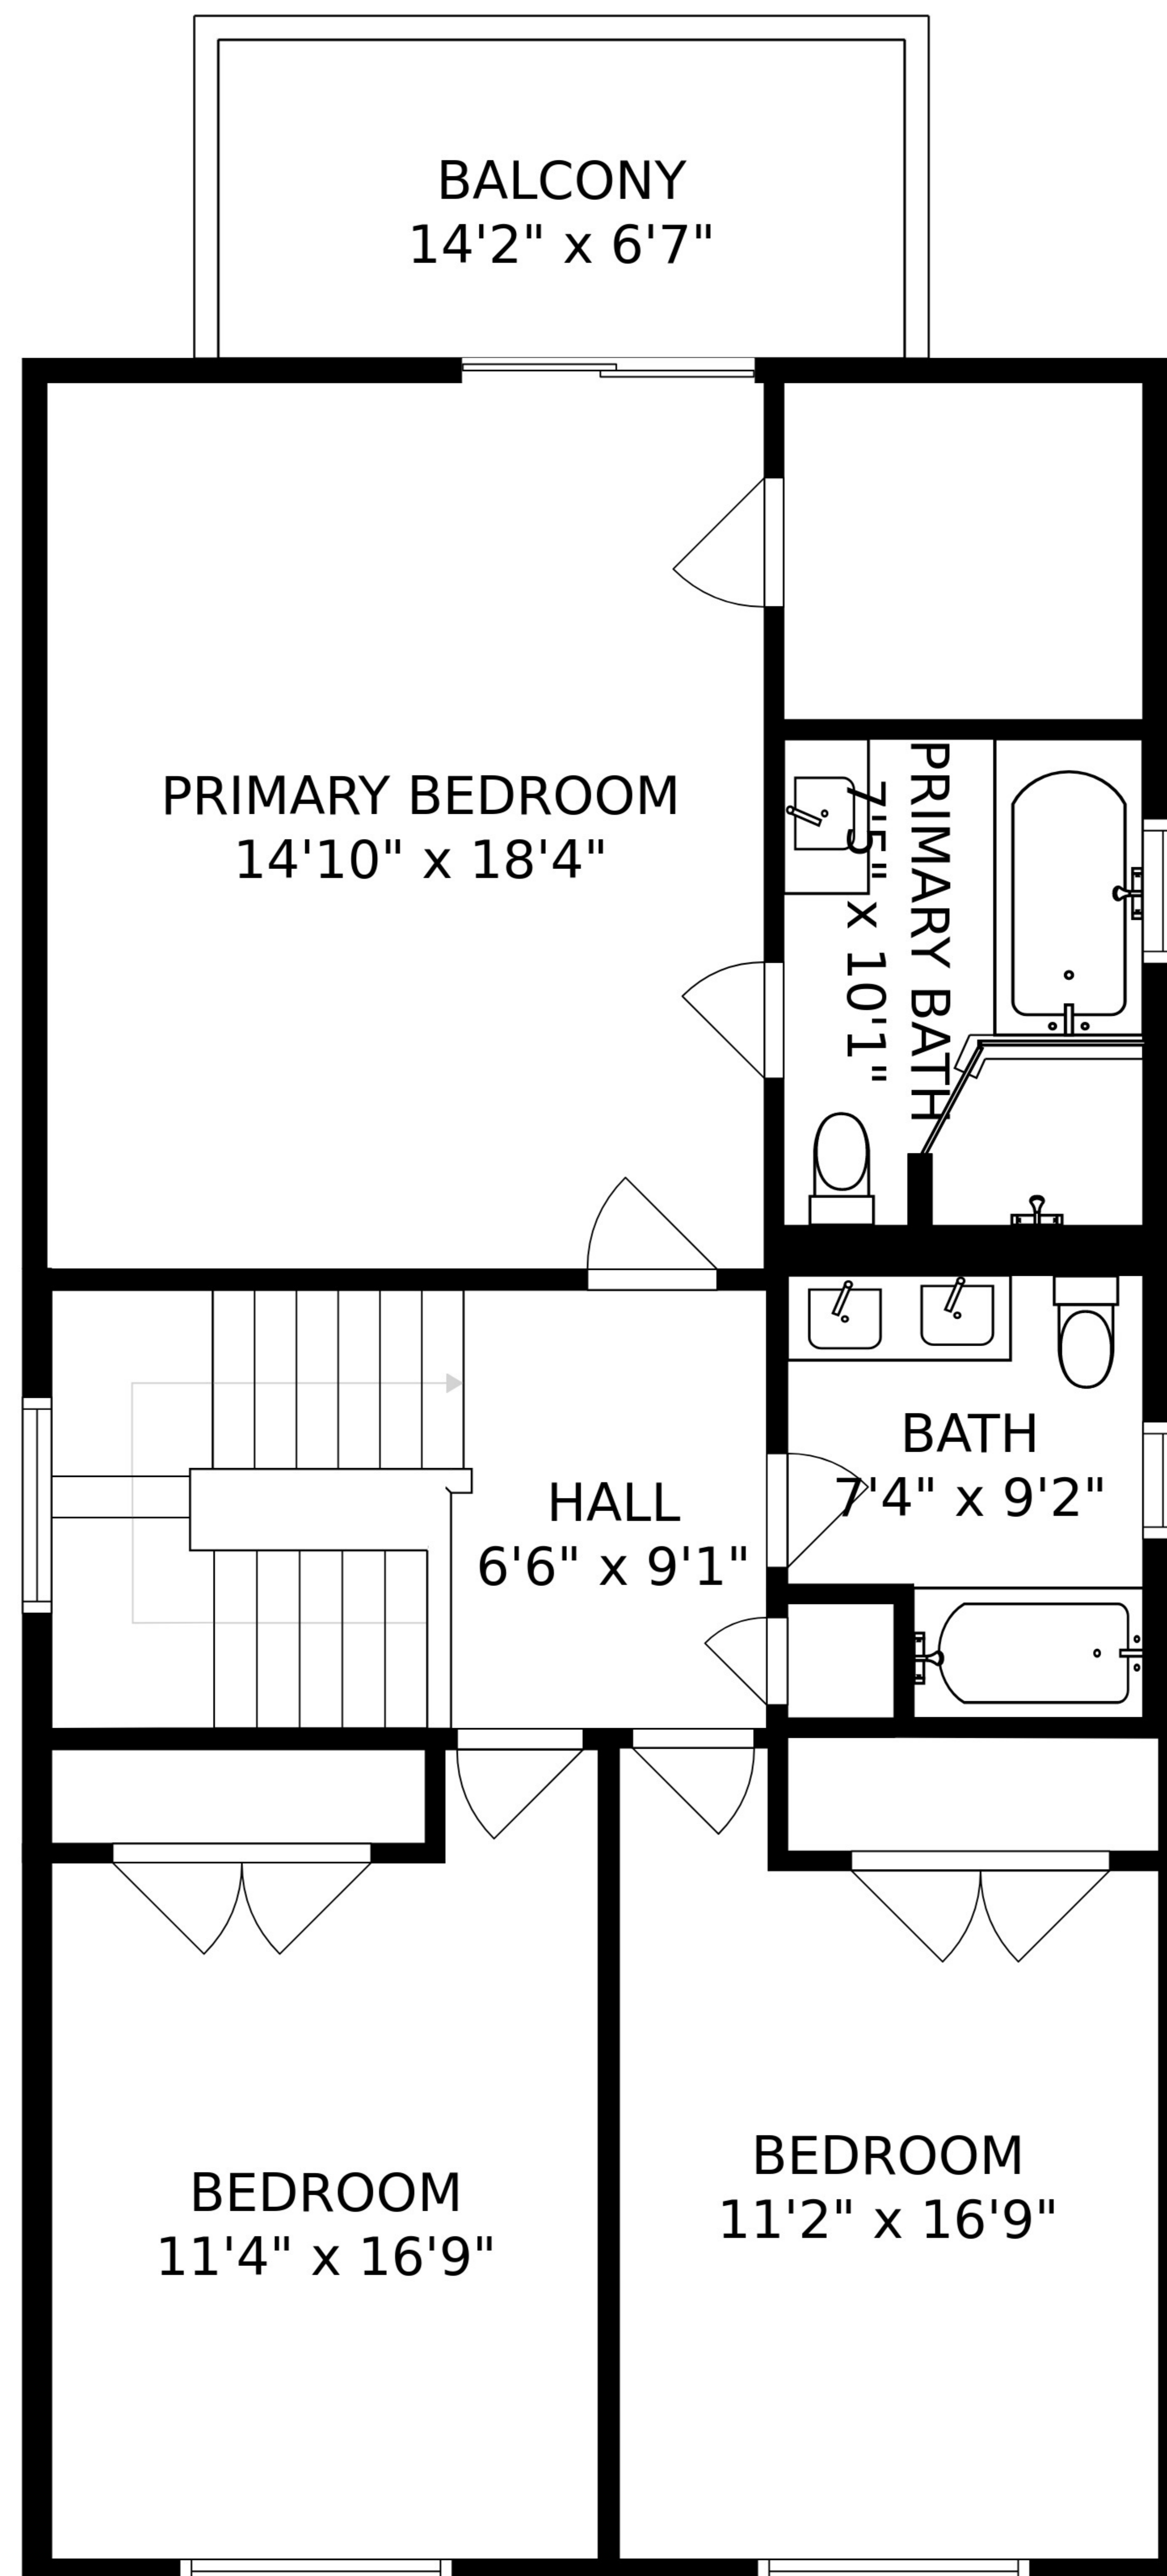 BALCONY
14'2" x 6'7"
PRIMARY BEDROOM
14'10" x 18'4"
PRIMARY BATH
7'5" x 10'1"
BATH
7'4" x 9'2"
HALL
6'6" x 9'1"
BEDROOM
11'4" x 16'9"
BEDROOM
11'2" x 16'9"